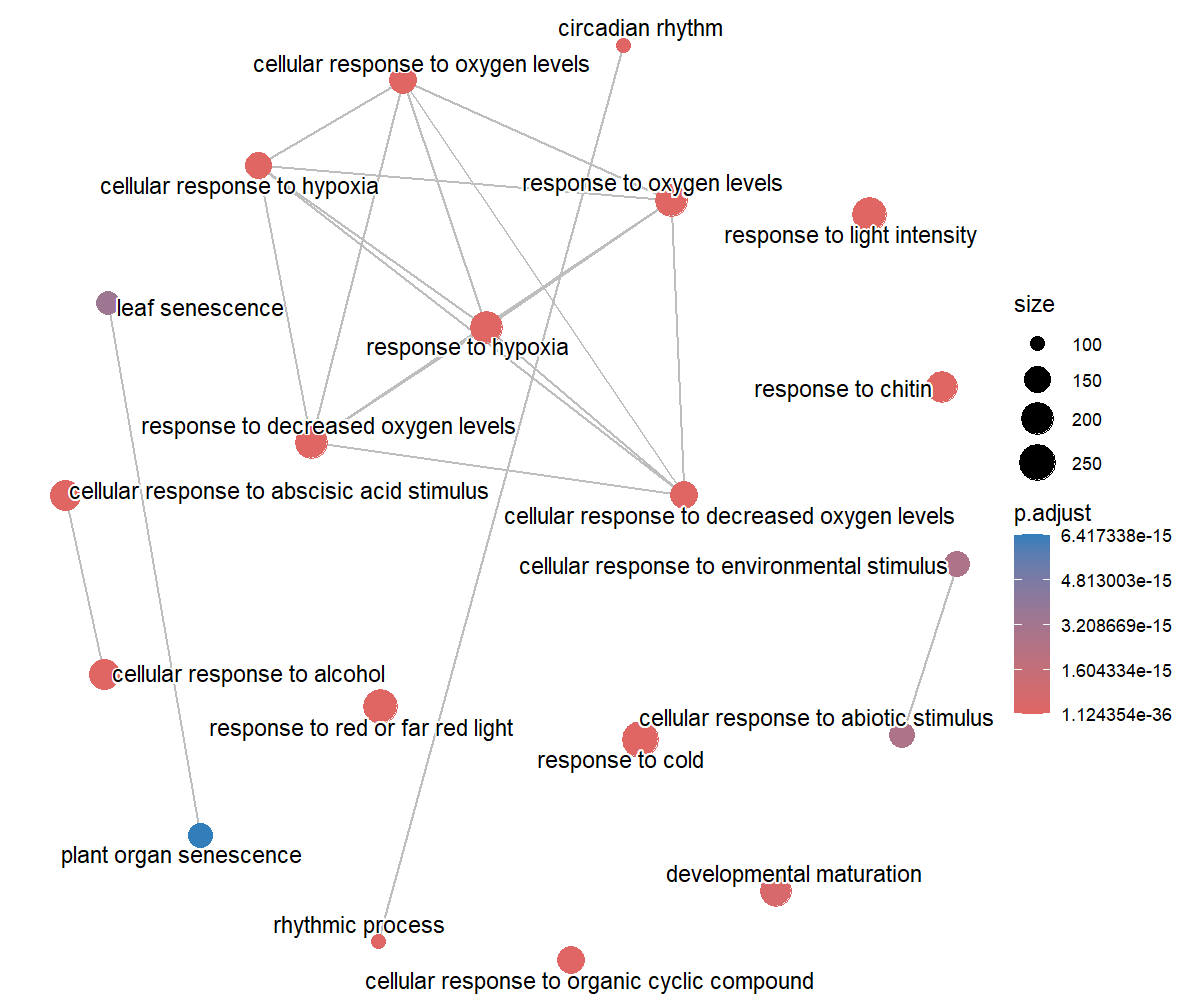 circadian rhythm
cellular response to oxygen levels
cellular response to hypoxia
response to oxygen levels
response to light intensity
leaf senescence
response to hypoxia
response to chitin
response to decreased oxygen levels
cellular response to abscisic acid stimulus
cellular response to decreased oxygen levels
cellular response to environmental stimulus
cellular response to alcohol
response to red or far red light
cellular response to abiotic stimulus
response to cold
plant organ senescence
developmental maturation
rhythmic process
cellular response to organic cyclic compound
size
100
150
200
250
p.adjust
6.417338e-15
4.813003e-15
3.208669e-15
1.604334e-15
1.124354e-36